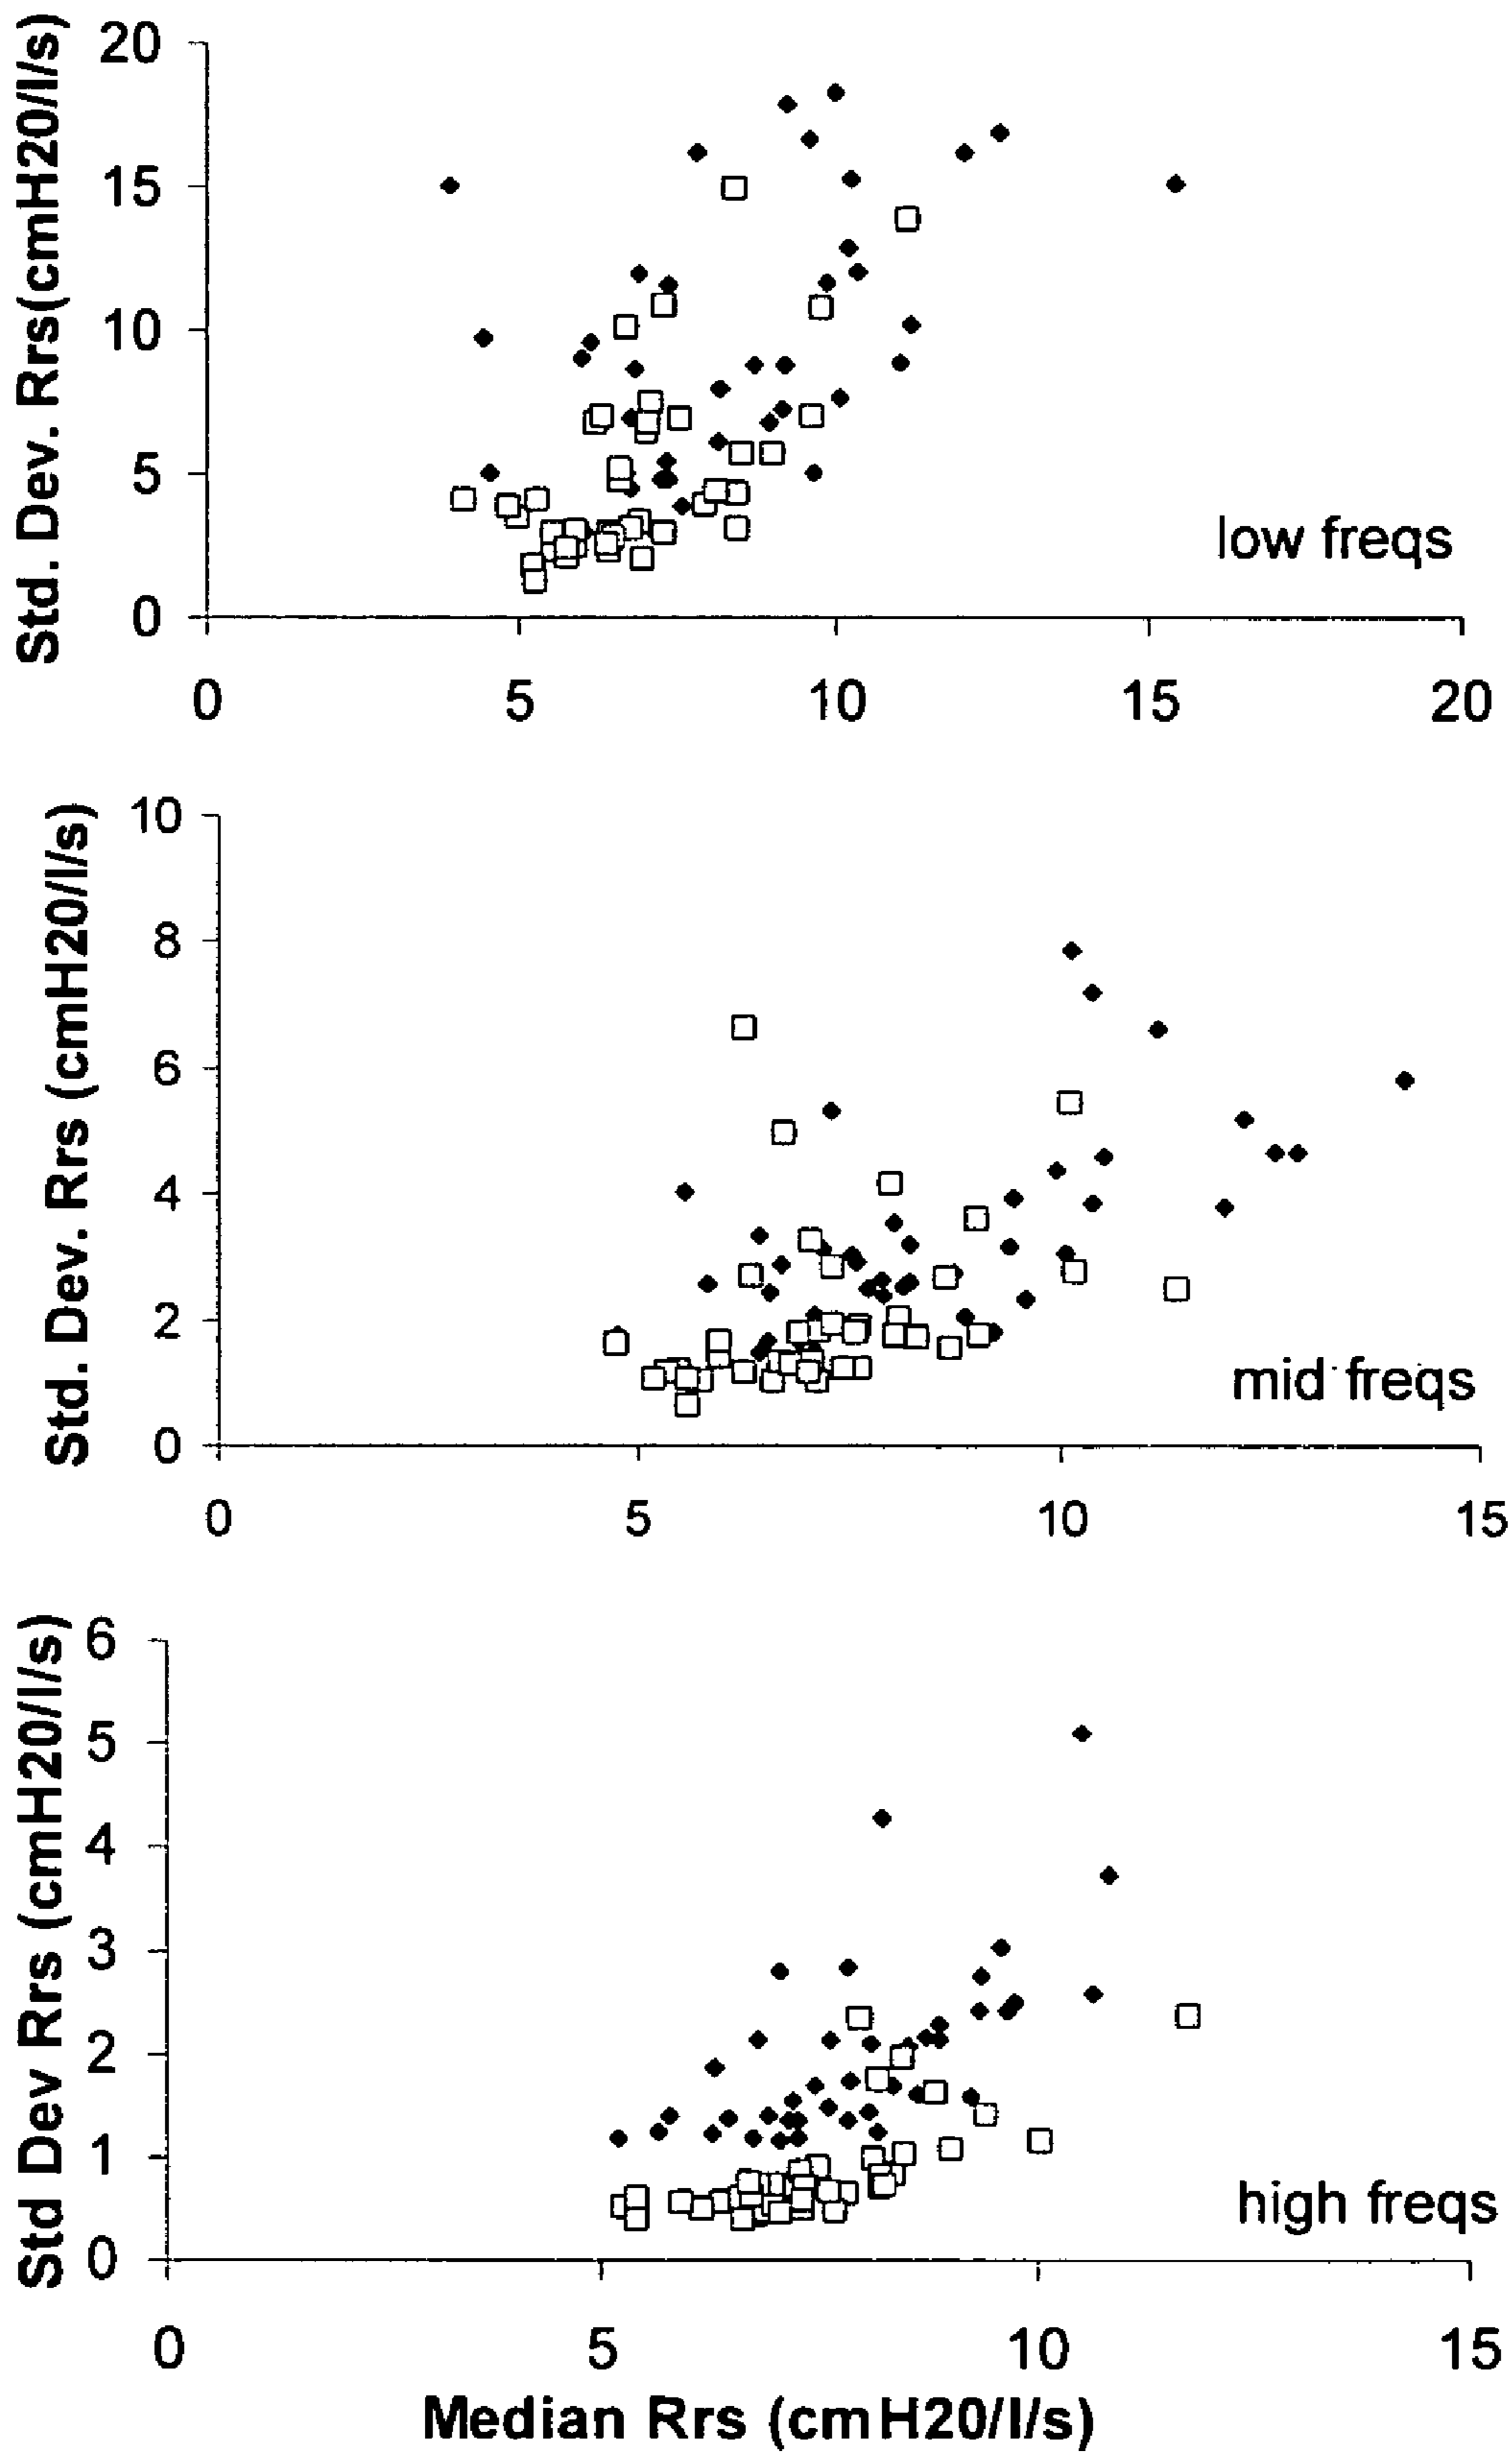 Std. Dev. Rrs(cmH20/l/s)
20
15
10
5
0
low freqs
0 5 10 15 20
Std. Dev. Rrs (cmH20/l/s)
10
8
6
4
2
0
mid freqs
0 5 10 15
Std Dev Rrs (cmH20/l/s)
6
5
4
3
2
1
0
high freqs
0 5 10 15
Median Rrs (cmH20/l/s)